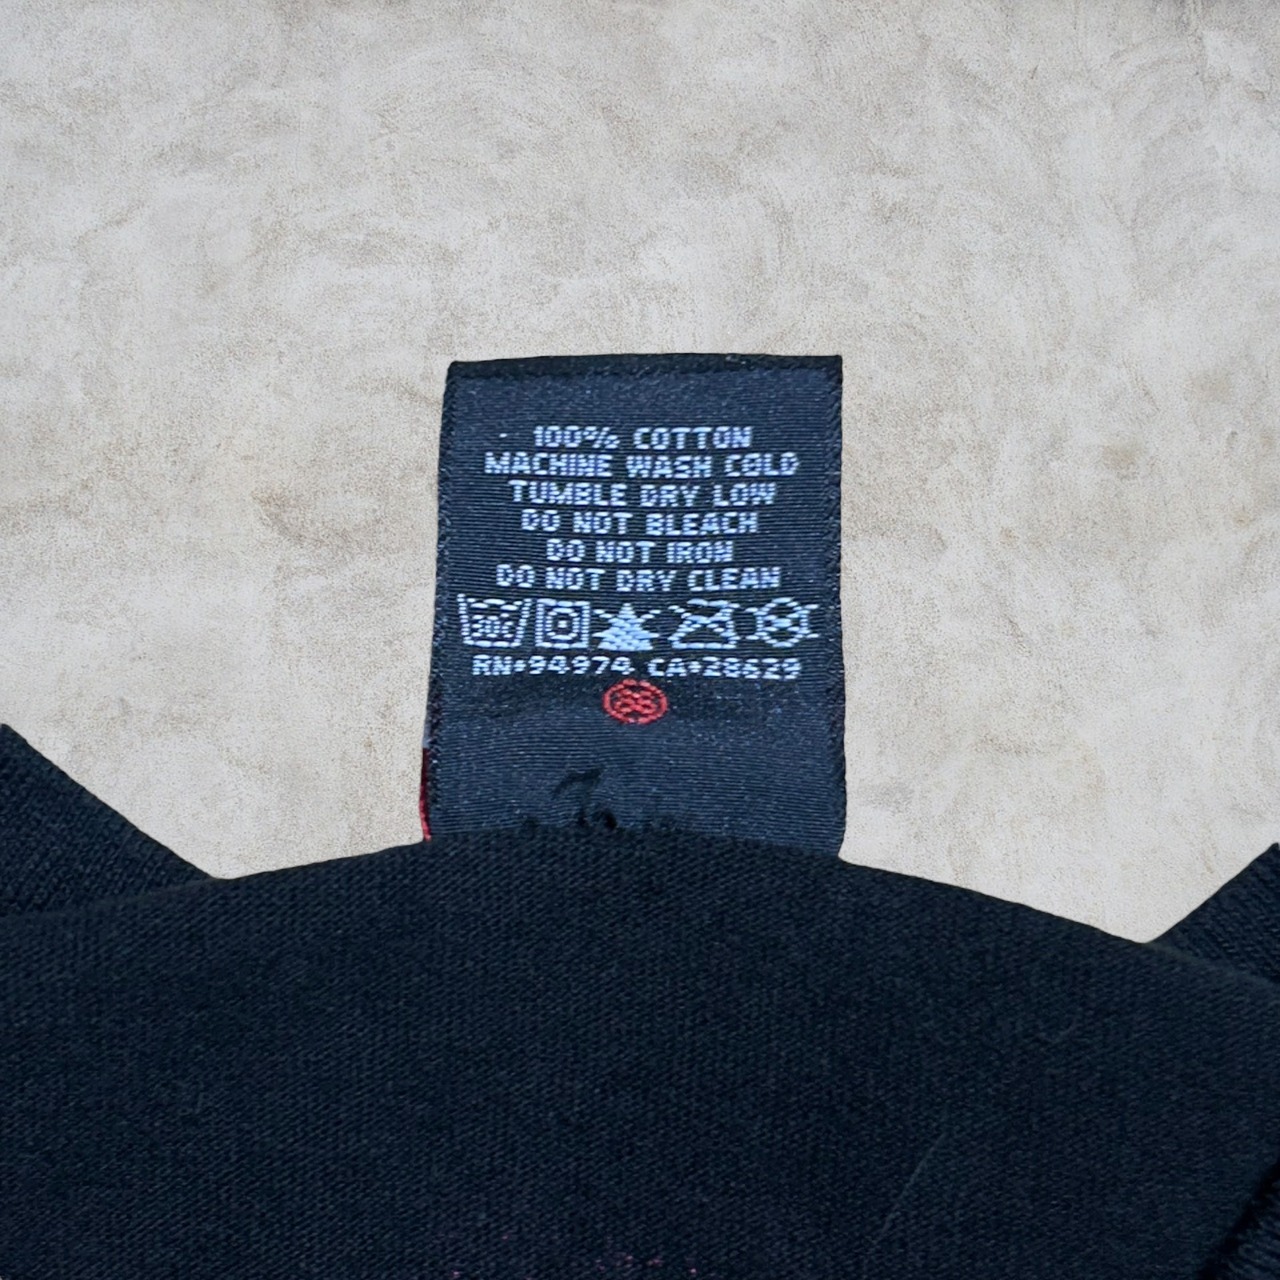 100% COTTON
MACHINE WASH COLD
TUMBLE DRY LOW
DO NOT BLEACH
DO NOT IRON
DO NOT DRY CLEAN
30C
RN•94974 CA•28629